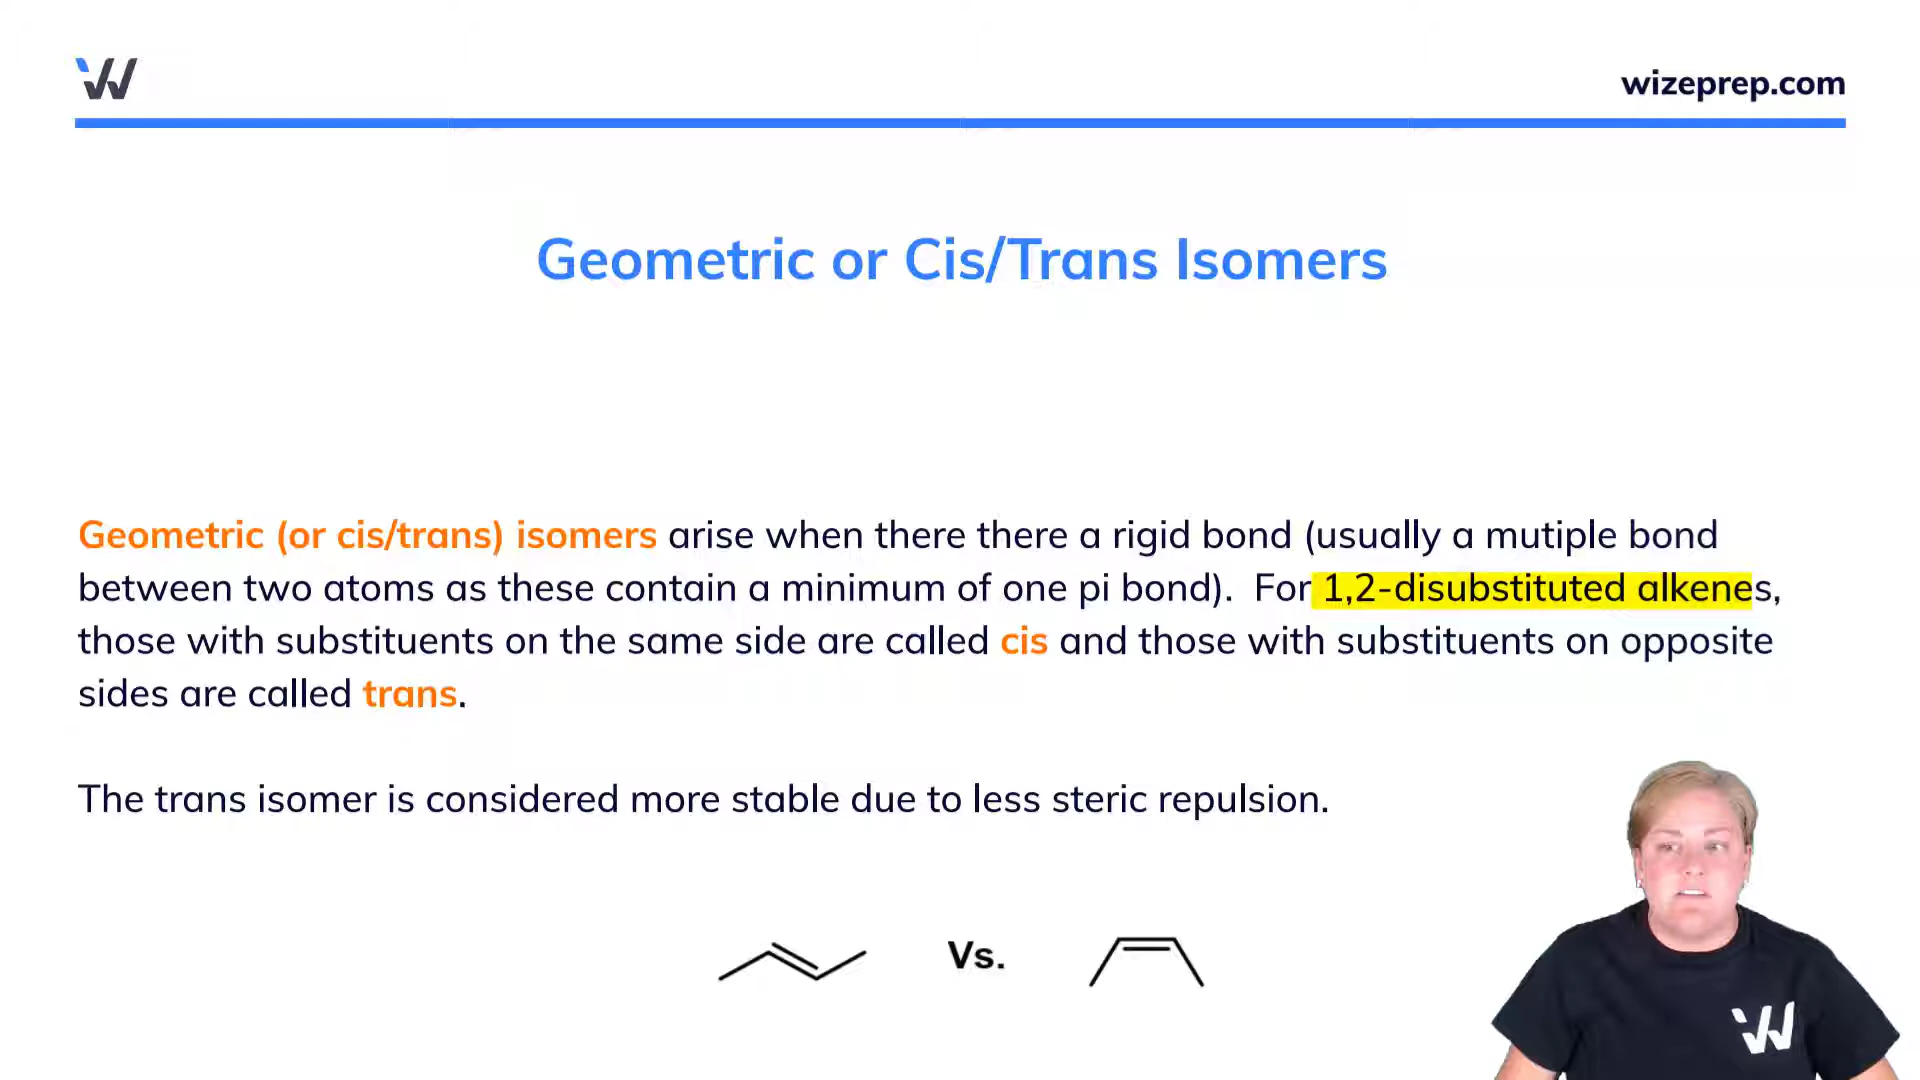 wizeprep.com
Geometric or Cis/Trans Isomers
Geometric (or cis/trans) isomers arise when there there a rigid bond (usually a mutiple bond
between two atoms as these contain a minimum of one pi bond).  For 1,2-disubstituted alkenes,
those with substituents on the same side are called cis and those with substituents on opposite
sides are called trans.
The trans isomer is considered more stable due to less steric repulsion.
Vs.